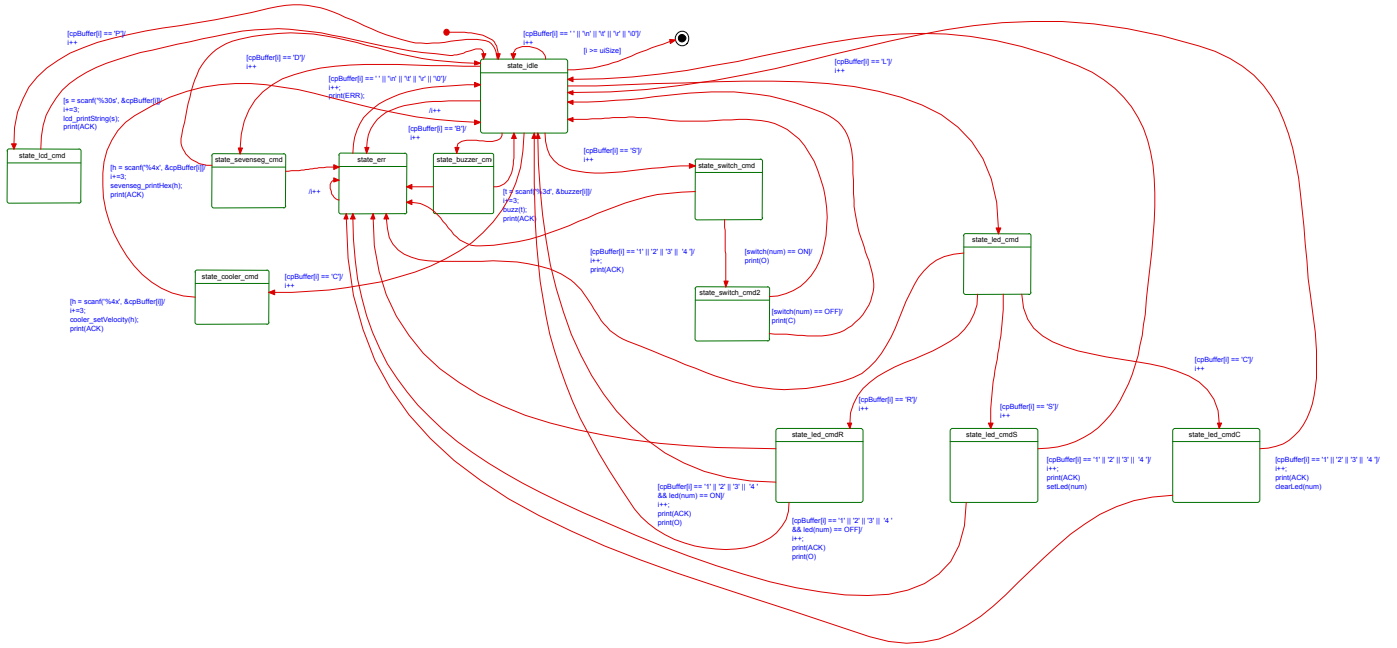 [cpBuffer[i] == 'P']/
i++
[cpBuffer[i] == ' ' || '\n' || '\t' || '\r' || '\0']/
i++
[i >= uiSize]
[cpBuffer[i] == 'D']/
i++
state_idle
[cpBuffer[i] == 'L']/
i++
[cpBuffer[i] == ' ' || '\n' || '\t' || '\r' || '\0']/
i++;
print(ERR);
[s = scanf('%30s', &cpBuffer[i]]/
i+=3;
lcd_printString(s);
print(ACK)
/i++
[cpBuffer[i] == 'B']/
i++
state_lcd_cmd
state_sevenseg_cmd
state_err
state_buzzer_cm
[cpBuffer[i] == 'S']/
i++
state_switch_cmd
[h = scanf('%4x', &cpBuffer[i]]/
i+=3;
sevenseg_printHex(h);
print(ACK)
/i++
[t = scanf('%3d', &buzzer[i]]/
i+=3;
buzz(t);
print(ACK)
state_led_cmd
[cpBuffer[i] == '1' || '2' || '3' ||  '4 ']/
i++;
print(ACK)
[switch(num) == ON]/
print(O)
state_cooler_cmd
[cpBuffer[i] == 'C']/
i++
state_switch_cmd2
[h = scanf('%4x', &cpBuffer[i]]/
i+=3;
cooler_setVelocity(h);
print(ACK)
[switch(num) == OFF]/
print(C)
[cpBuffer[i] == 'C']/
i++
[cpBuffer[i] == 'R']/
i++
[cpBuffer[i] == 'S']/
i++
state_led_cmdR
state_led_cmdS
state_led_cmdC
[cpBuffer[i] == '1' || '2' || '3' ||  '4 ']/
i++;
print(ACK)
setLed(num)
[cpBuffer[i] == '1' || '2' || '3' ||  '4 ']/
i++;
print(ACK)
clearLed(num)
[cpBuffer[i] == '1' || '2' || '3' ||  '4 '
&& led(num) == ON]/
i++;
print(ACK)
print(O)
[cpBuffer[i] == '1' || '2' || '3' ||  '4 '
&& led(num) == OFF]/
i++;
print(ACK)
print(O)